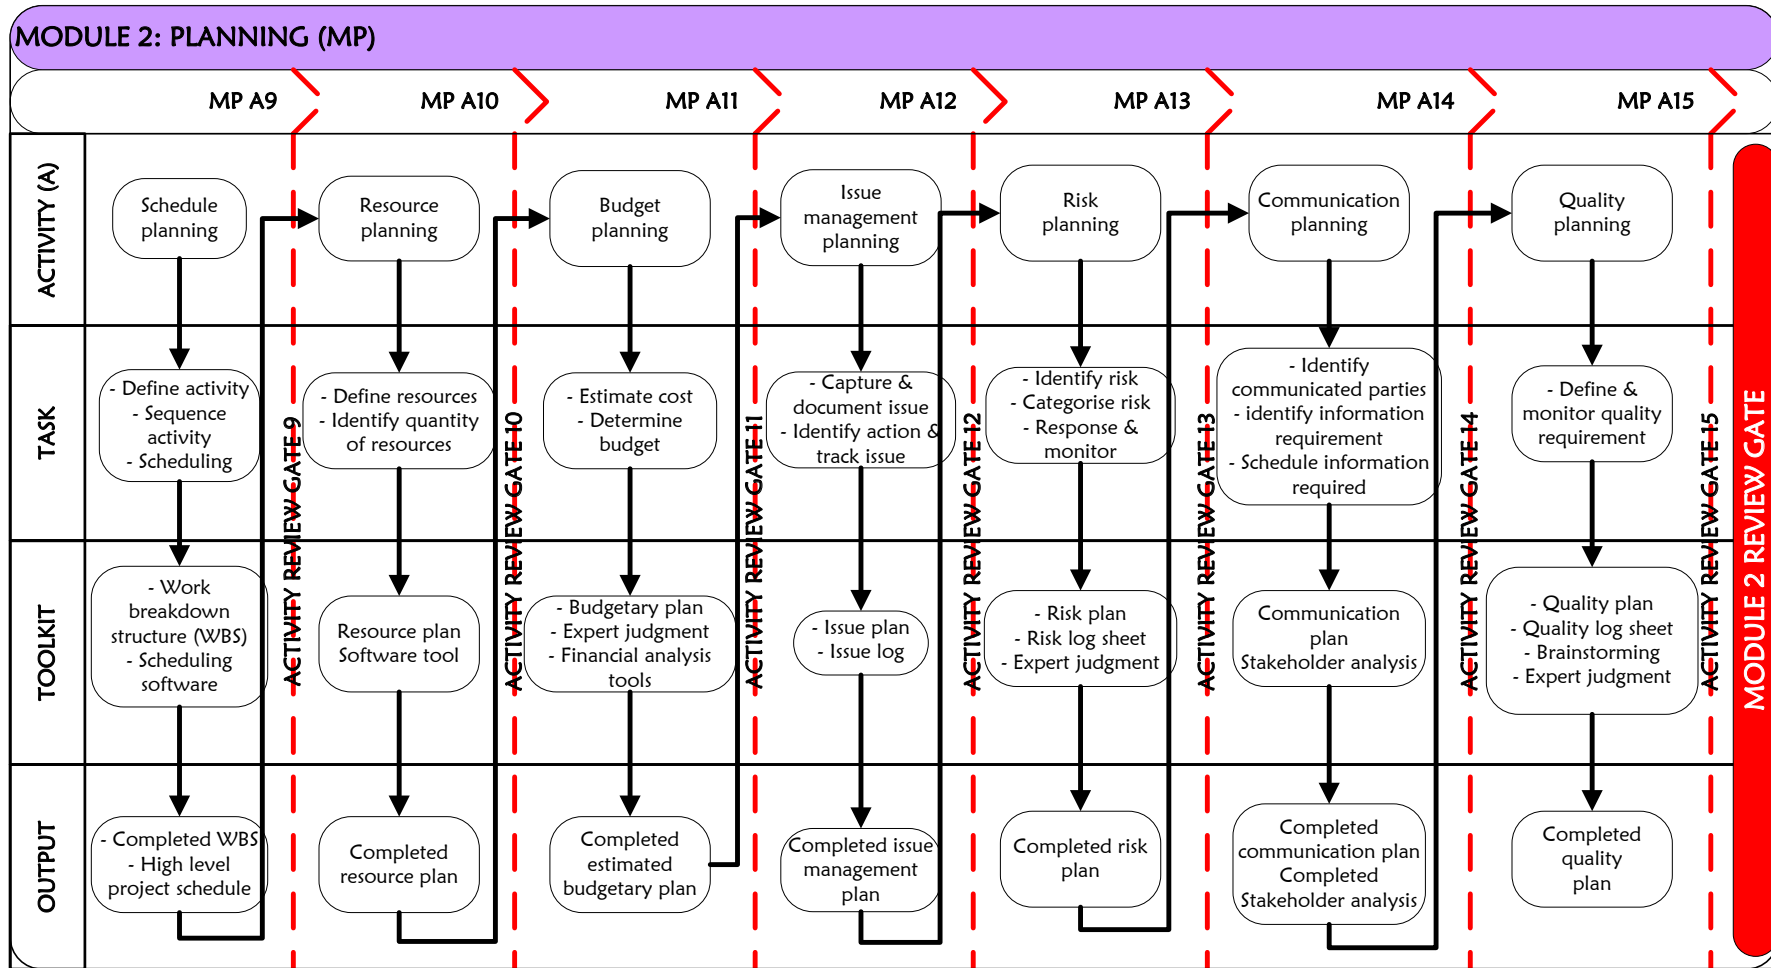 MODULE 2: PLANNING (MP)
MP A9
MP A10
MP A11
MP A12
MP A13
MP A14
MP A15
ACTIVITY (A)
Schedule
planning
Resource
planning
Budget
planning
Issue
management
planning
Risk
planning
Communication
planning
Quality
planning
TASK
- Define activity
- Sequence
activity
- Scheduling
- Define resources
- Identify quantity
of resources
- Estimate cost
- Determine
budget
- Capture &
document issue
- Identify action &
track issue
- Identify risk
- Categorise risk
- Response &
monitor
- Identify
communicated parties
- identify information
requirement
- Schedule information
required
- Define &
monitor quality
requirement
TOOLKIT
- Work
breakdown
structure (WBS)
- Scheduling
software
Resource plan
Software tool
- Budgetary plan
- Expert judgment
- Financial analysis
tools
- Issue plan
- Issue log
- Risk plan
- Risk log sheet
- Expert judgment
Communication
plan
Stakeholder analysis
- Quality plan
- Quality log sheet
- Brainstorming
- Expert judgment
OUTPUT
- Completed WBS
- High level
project schedule
Completed
resource plan
Completed
estimated
budgetary plan
Completed issue
management
plan
Completed risk
plan
Completed
communication plan
Completed
Stakeholder analysis
Completed
quality
plan
ACTIVITY REVIEW GATE 9
ACTIVITY REVIEW GATE 10
ACTIVITY REVIEW GATE 11
ACTIVITY REVIEW GATE 12
ACTIVITY REVIEW GATE 13
ACTIVITY REVIEW GATE 14
ACTIVITY REVIEW GATE 15
MODULE 2 REVIEW GATE